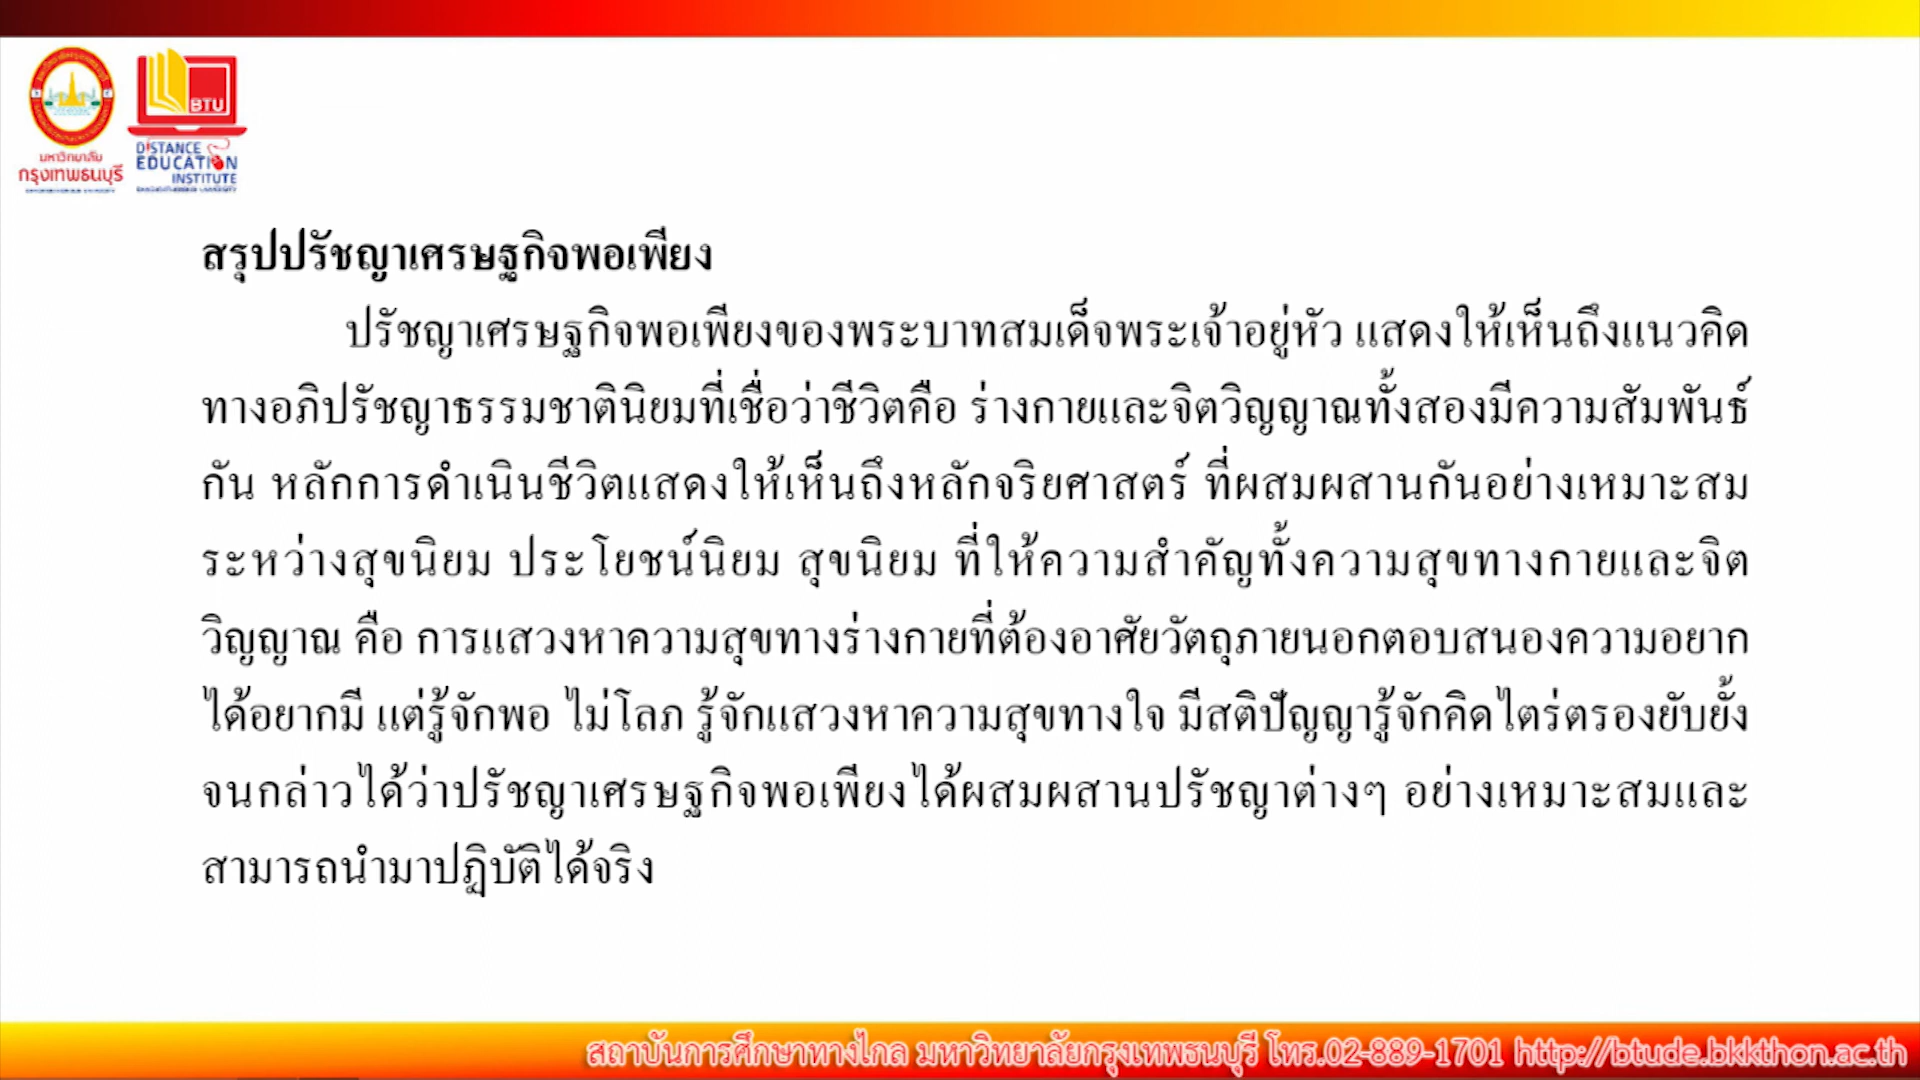 มหาวิทยาลัย
กรุงเทพธนบุรี
BTU
DISTANCE
EDUCATION
INSTITUTE
สรุปปรัชญาเศรษฐกิจพอเพียง
ปรัชญาเศรษฐกิจพอเพียงของพระบาทสมเด็จพระเจ้าอยู่หัว แสดงให้เห็นถึงแนวคิด
ทางอภิปรัชญาธรรมชาตินิยมที่เชื่อว่าชีวิตคือ ร่างกายและจิตวิญญาณทั้งสองมีความสัมพันธ์
กัน หลักการดำเนินชีวิตแสดงให้เห็นถึงหลักจริยศาสตร์ ที่ผสมผสานกันอย่างเหมาะสม
ระหว่างสุขนิยม ประโยชน์นิยม สุขนิยม ที่ให้ความสำคัญทั้งความสุขทางกายและจิต
วิญญาณ คือ การแสวงหาความสุขทางร่างกายที่ต้องอาศัยวัตถุภายนอกตอบสนองความอยาก
ได้อยากมี แต่รู้จักพอ ไม่โลภ รู้จักแสวงหาความสุขทางใจ มีสติปัญญารู้จักคิดไตร่ตรองยับยั้ง
จนกล่าวได้ว่าปรัชญาเศรษฐกิจพอเพียงได้ผสมผสานปรัชญาต่างๆ อย่างเหมาะสมและ
สามารถนำมาปฏิบัติได้จริง
สถาบันการศึกษาทางไกล มหาวิทยาลัยกรุงเทพธนบุรี โทร.02-889-1701 http://btude.bkkthon.ac.th